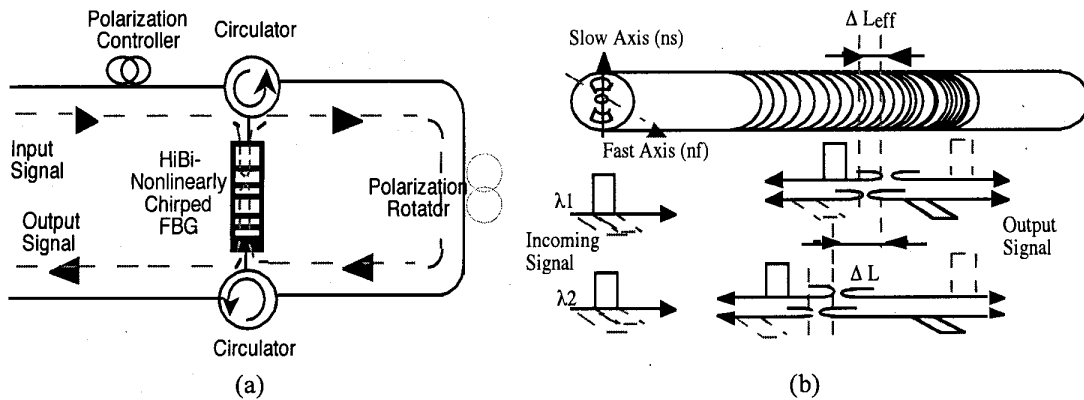 Polarization
Controller
Circulator
Input
Signal
HiBi-
Nonlinearly
Chirped
FBG
Polarization
Rotator
Output
Signal
Circulator
(a)
Δ Leff
Slow Axis (ns)
Fast Axis (nf)
λ1
Incoming
Signal
λ2
Output
Signal
Δ L
(b)